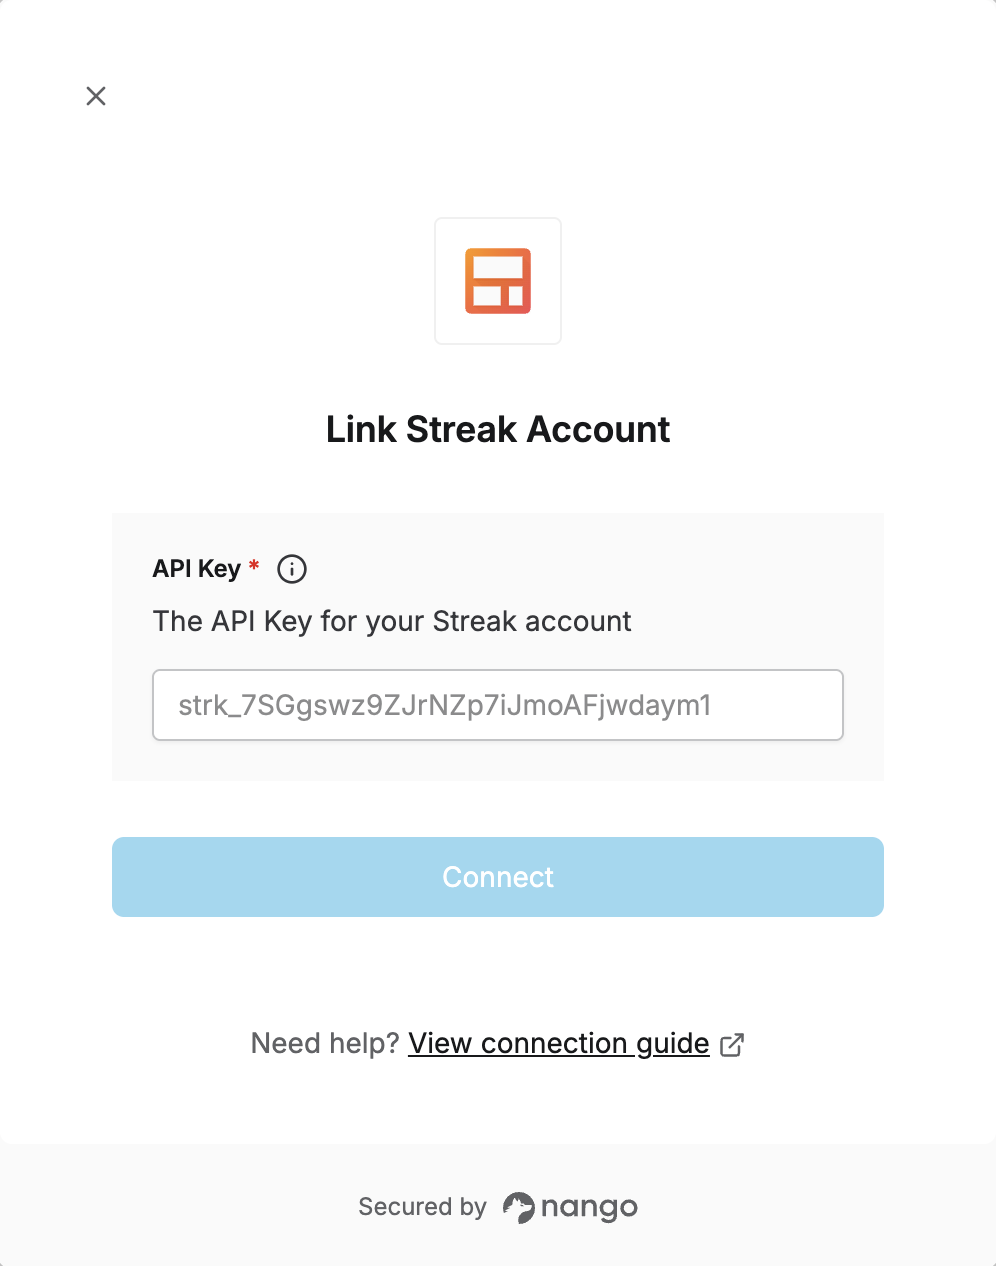 Link Streak Account
API Key *
The API Key for your Streak account
strk_7SGgswz9ZJrNZp7iJmoAFjwdaym1
Connect
Need help? View connection guide
Secured by nango